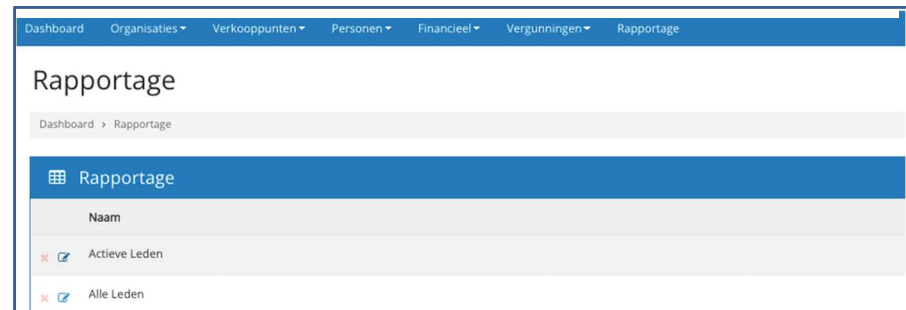 Dashboard Organisaties Verkooppunten Personen Financieel Vergunningen Rapportage
Rapportage
Dashboard > Rapportage
Rapportage
Naam
Actieve Leden
Alle Leden